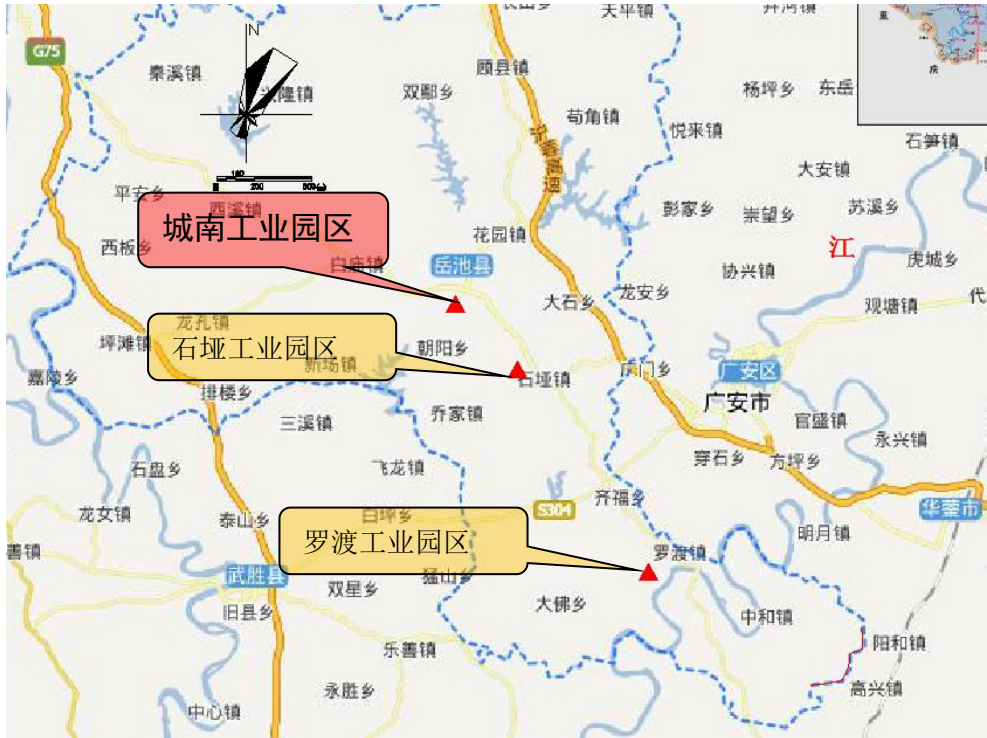 天平镇
重
庆
N
G75
顾县镇
秦溪镇
兴隆镇
双鄢乡
杨坪乡
东岳
苟角镇
悦来镇
石笋镇
大安镇
平安乡
西溪镇
彭家乡
崇望乡
苏溪乡
城南工业园区
花园镇
江
西板乡
白庙镇
岳池县
协兴镇
虎城乡
大石乡
龙安乡
观塘镇
代
龙孔镇
坪滩镇
石垭工业园区
朝阳乡
新场镇
嘉陵乡
石垭镇
广门乡
广安区
排楼乡
广安市
乔家镇
三溪镇
官盛镇
永兴镇
石盘乡
飞龙镇
穿石乡
方坪乡
齐福乡
龙女镇
泰山乡
白坪乡
S304
华蓥市
明月镇
罗渡工业园区
善镇
罗渡镇
武胜县
双星乡
猛山乡
大佛乡
旧县乡
中和镇
阳和镇
乐善镇
永胜乡
高兴镇
中心镇